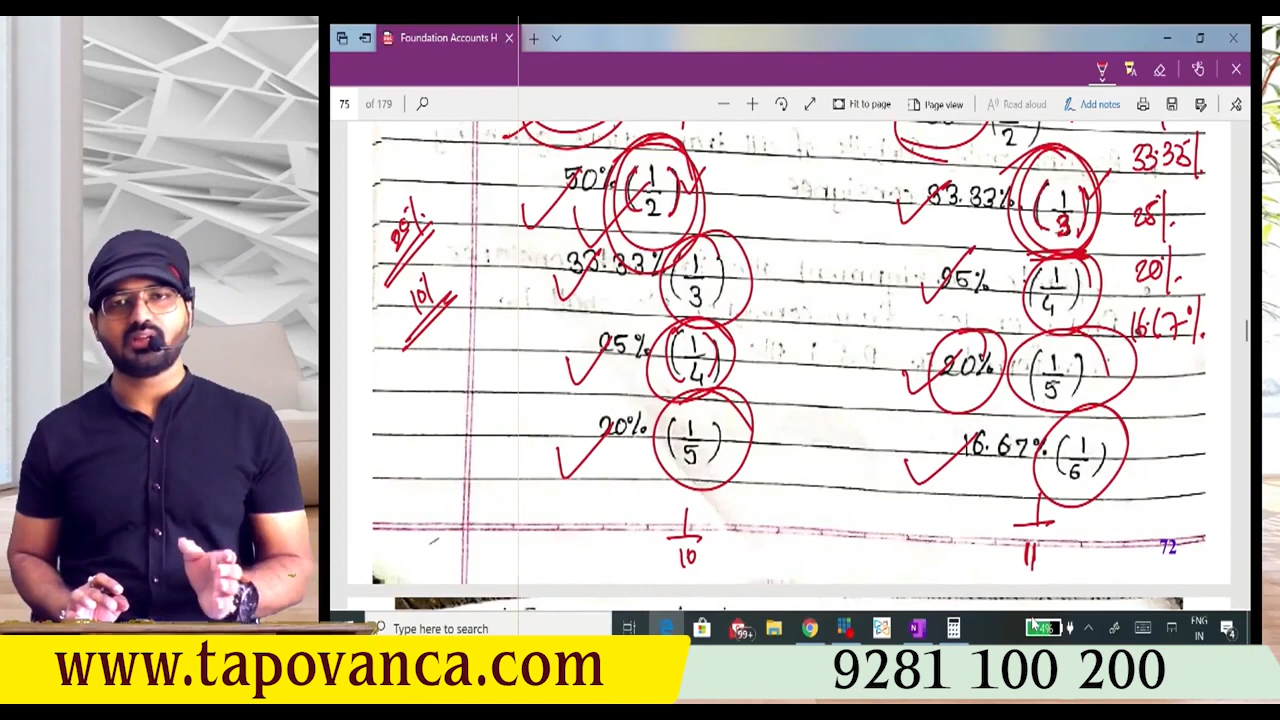 Foundation Accounts H
75 of 179
Fit to page
Page view
Read aloud
Add notes
33.33%
50% (1/2)
33.33% (1/3)
25%
25%
33.33% (1/3)
25% (1/4)
20%
10%
16.67%
25% (1/4)
20% (1/5)
20% (1/5)
16.67% (1/6)
1/10
1/11
72
Type here to search
99+
ENG
IN
4
www.tapovanca.com
9281 100 200